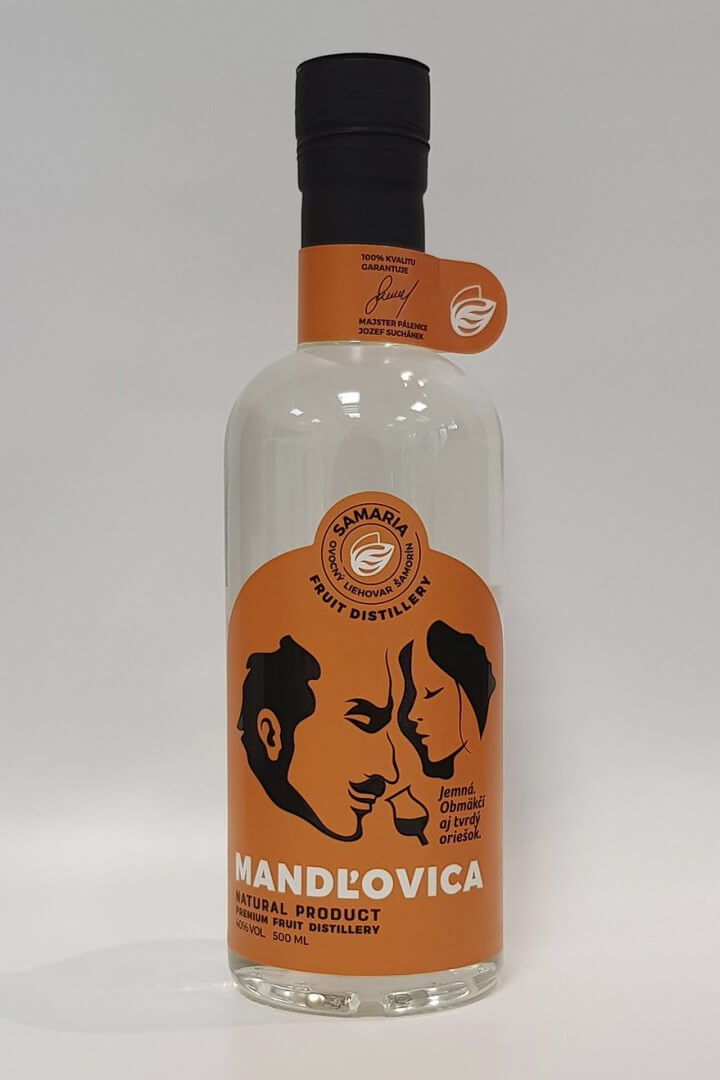 100% KVALITU
GARANTUJE
MAJSTER PÁLENICE
JOZEF SUCHÁNEK
SAMARIA
OVOCNÝ LIEHOVAR ŠAMORÍN
FRUIT DISTILLERY
Jemná.
Obmäkčí
aj tvrdý
oriešok.
MANDĽOVICA
NATURAL PRODUCT
PREMIUM FRUIT DISTILLERY
40% VOL. 500 ML